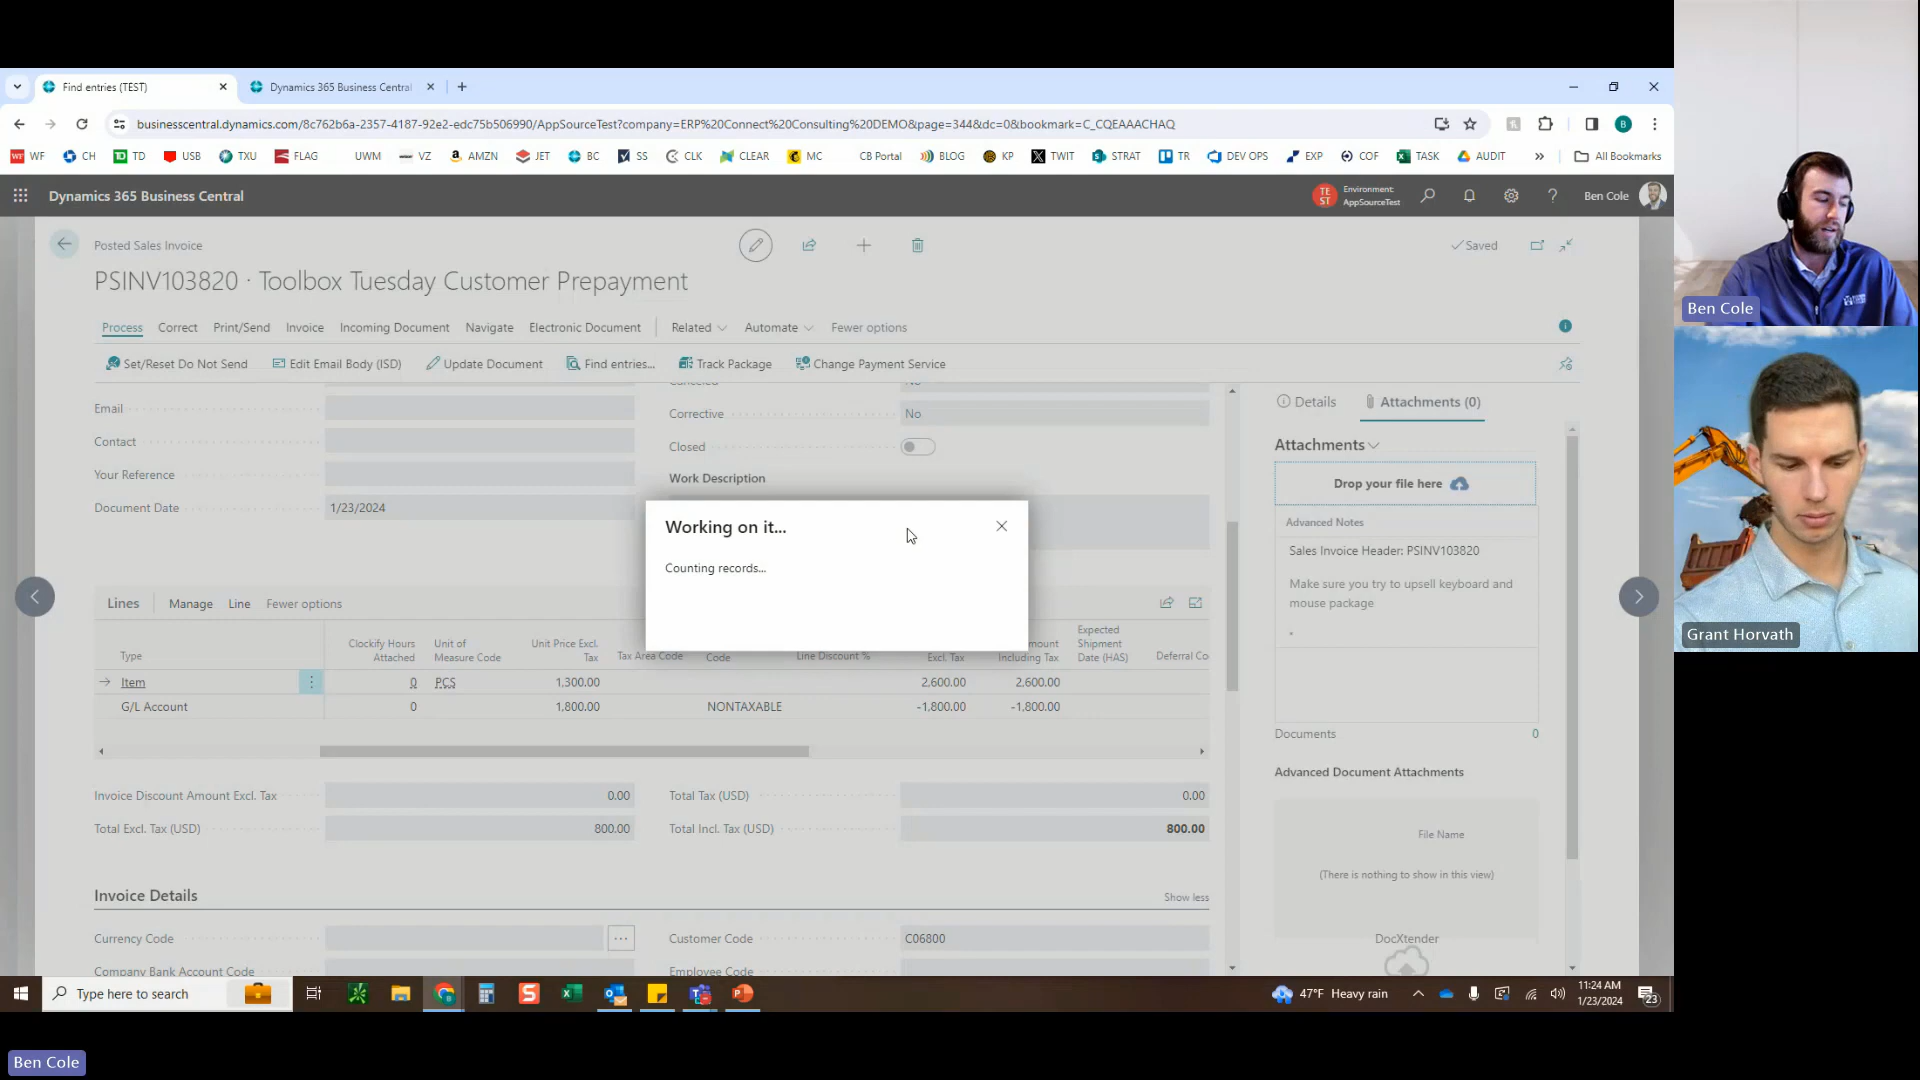 Find entries (TEST)
Dynamics 365 Business Central
businesscentral.dynamics.com/8c762b6a-2357-4187-92e2-edc75b506990/AppSourceTest?company=ERP%20Connect%20Consulting%20DEMO&page=344&dc=0&bookmark=C_CQEAAACHAQ
B
WF CH TD USB TXU FLAG UWM VZ AMZN JET BC SS CLK CLEAR MC CB Portal BLOG KP TWIT STRAT TR DEV OPS EXP COF TASK AUDIT » All Bookmarks
Dynamics 365 Business Central
TE ST
Environment:
AppSourceTest
Ben Cole
Posted Sales Invoice
Saved
PSINV103820 · Toolbox Tuesday Customer Prepayment
Process Correct Print/Send Invoice Incoming Document Navigate Electronic Document Related Automate Fewer options
Set/Reset Do Not Send Edit Email Body (ISD) Update Document Find entries... Track Package Change Payment Service
Email
Contact
Your Reference
Document Date 1/23/2024
Canceled No
Corrective No
Closed
Work Description
Details Attachments (0)
Attachments
Drop your file here
Advanced Notes
Sales Invoice Header: PSINV103820
Make sure you try to upsell keyboard and
mouse package
Documents 0
Advanced Document Attachments
File Name
(There is nothing to show in this view)
DocXtender
Working on it...
Counting records...
Lines Manage Line Fewer options
Type
Clockify Hours
Attached
Unit of
Measure Code
Unit Price Excl.
Tax
Tax Area Code
Code
Line Discount %
Excl. Tax
mount
Including Tax
Expected
Shipment
Date (HAS)
Deferral Co
Item 0 PCS 1,300.00 2,600.00 2,600.00
G/L Account 0 1,800.00 NONTAXABLE -1,800.00 -1,800.00
Invoice Discount Amount Excl. Tax 0.00
Total Tax (USD) 0.00
Total Excl. Tax (USD) 800.00
Total Incl. Tax (USD) 800.00
Invoice Details
Show less
Currency Code ...
Customer Code C06800
Company Bank Account Code
Employee Code
Type here to search
47°F Heavy rain
11:24 AM
1/23/2024
23
Ben Cole
Grant Horvath
Ben Cole